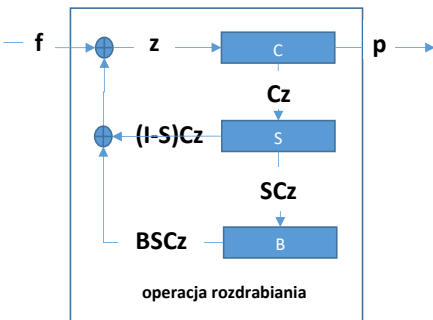 f z C p
Cz
(I-S)Cz S
SCz
BSCz B
operacja rozdrabiania